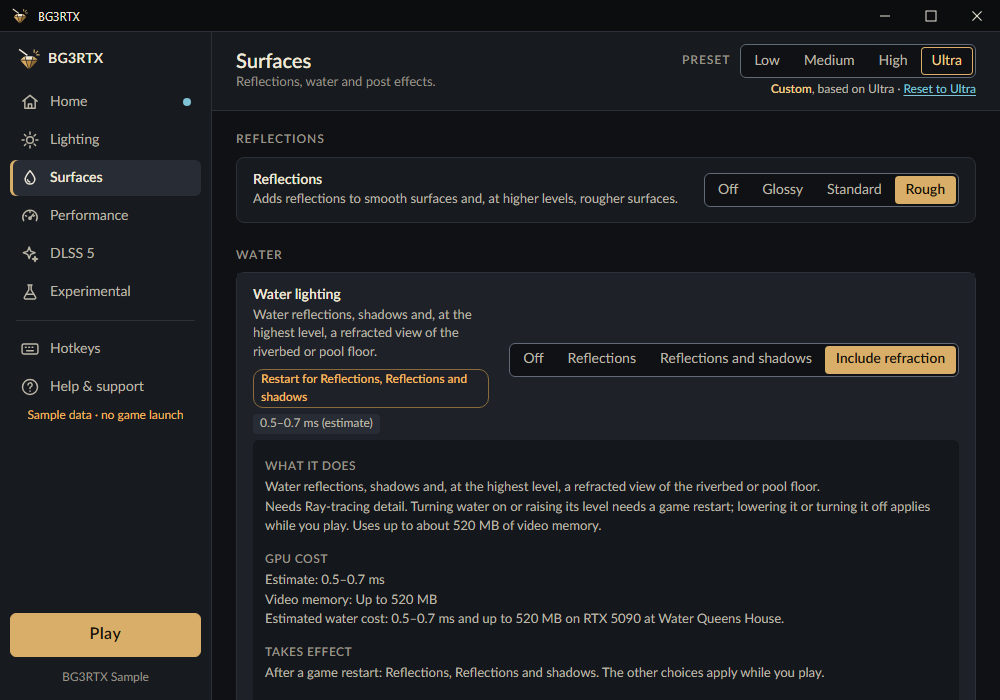 BG3RTX
BG3RTX
Home
Lighting
Surfaces
Performance
DLSS 5
Experimental
Hotkeys
Help & support
Sample data · no game launch
Play
BG3RTX Sample
Surfaces
Reflections, water and post effects.
PRESET Low Medium High Ultra
Custom, based on Ultra · Reset to Ultra
REFLECTIONS
Reflections
Adds reflections to smooth surfaces and, at higher levels, rougher surfaces.
Off Glossy Standard Rough
WATER
Water lighting
Water reflections, shadows and, at the
highest level, a refracted view of the
riverbed or pool floor.
Restart for Reflections, Reflections and
shadows
0.5–0.7 ms (estimate)
Off Reflections Reflections and shadows Include refraction
WHAT IT DOES
Water reflections, shadows and, at the highest level, a refracted view of the riverbed or pool floor.
Needs Ray-tracing detail. Turning water on or raising its level needs a game restart; lowering it or turning it off applies
while you play. Uses up to about 520 MB of video memory.
GPU COST
Estimate: 0.5–0.7 ms
Video memory: Up to 520 MB
Estimated water cost: 0.5–0.7 ms and up to 520 MB on RTX 5090 at Water Queens House.
TAKES EFFECT
After a game restart: Reflections, Reflections and shadows. The other choices apply while you play.